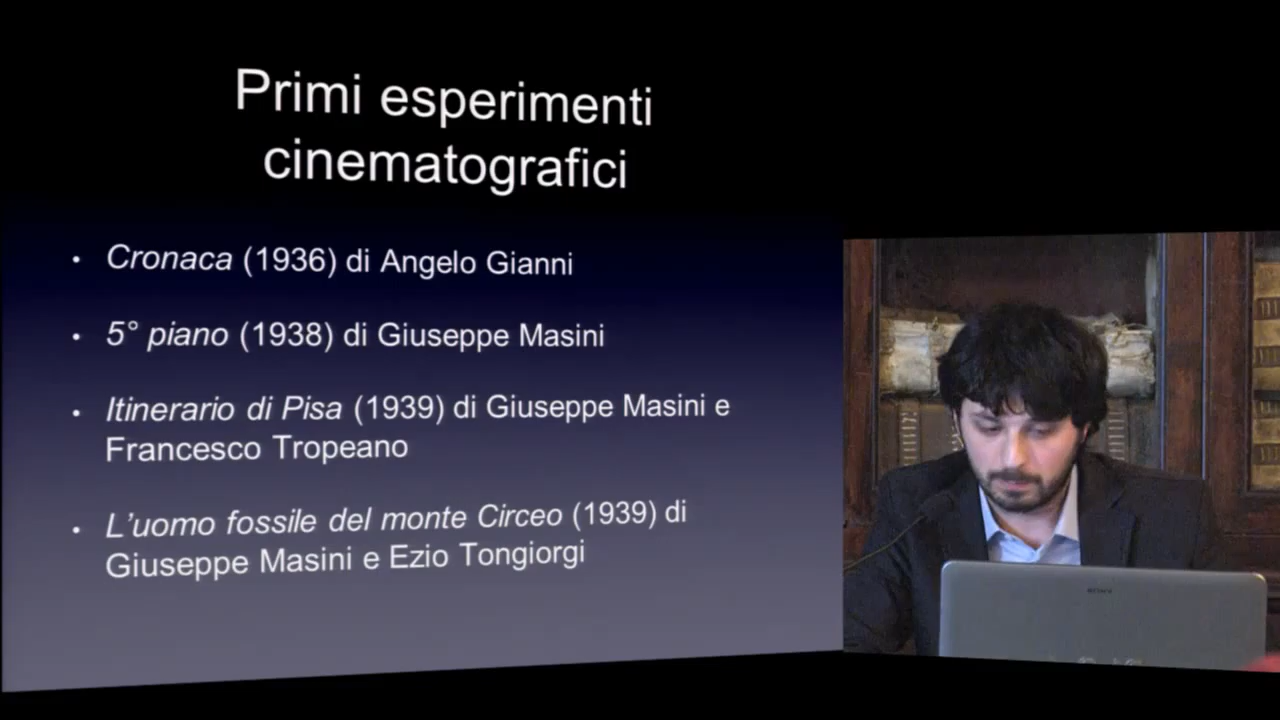 Primi esperimenti
cinematografici
• Cronaca (1936) di Angelo Gianni
• 5° piano (1938) di Giuseppe Masini
• Itinerario di Pisa (1939) di Giuseppe Masini e
Francesco Tropeano
• L'uomo fossile del monte Circeo (1939) di
Giuseppe Masini e Ezio Tongiorgi
SONY